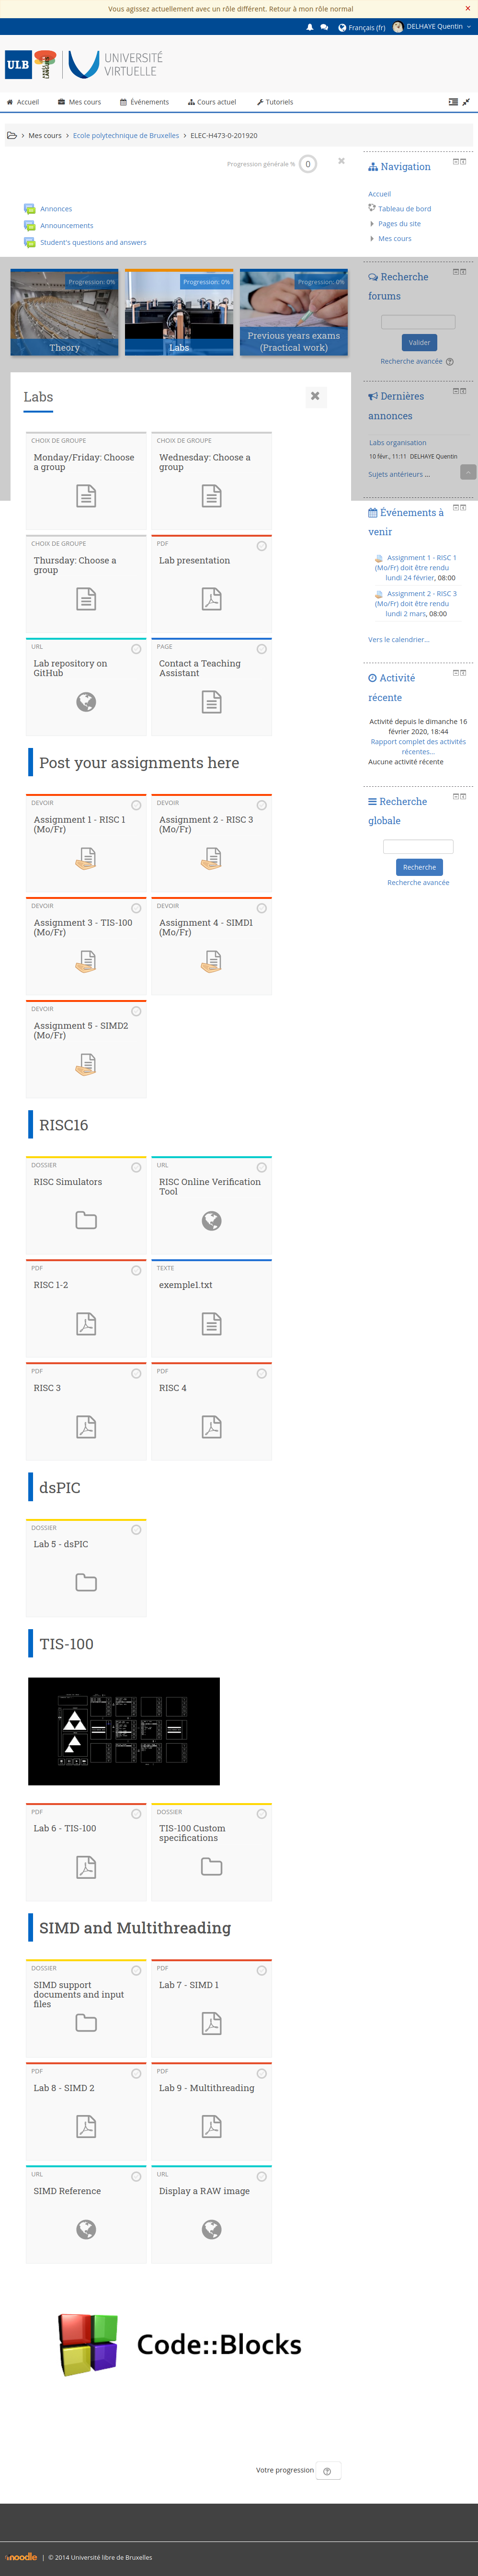 Vous agissez actuellement avec un rôle différent. Retour à mon rôle normal
Français (fr) DELHAYE Quentin
ULB UNIVERSITÉ
VIRTUELLE
Accueil Mes cours Événements Cours actuel Tutoriels
Mes cours Ecole polytechnique de Bruxelles ELEC-H473-0-201920
Progression générale % 0
Annonces
Announcements
Student's questions and answers
Progression: 0%
Theory
Progression: 0%
Labs
Progression: 0%
Previous years exams
(Practical work)
Labs
CHOIX DE GROUPE
Monday/Friday: Choose
a group
CHOIX DE GROUPE
Wednesday: Choose a
group
CHOIX DE GROUPE
Thursday: Choose a
group
PDF
Lab presentation
URL
Lab repository on
GitHub
PAGE
Contact a Teaching
Assistant
Post your assignments here
DEVOIR
Assignment 1 - RISC 1
(Mo/Fr)
DEVOIR
Assignment 2 - RISC 3
(Mo/Fr)
DEVOIR
Assignment 3 - TIS-100
(Mo/Fr)
DEVOIR
Assignment 4 - SIMD1
(Mo/Fr)
DEVOIR
Assignment 5 - SIMD2
(Mo/Fr)
RISC16
DOSSIER
RISC Simulators
URL
RISC Online Verification
Tool
PDF
RISC 1-2
TEXTE
exemple1.txt
PDF
RISC 3
PDF
RISC 4
dsPIC
DOSSIER
Lab 5 - dsPIC
TIS-100
PDF
Lab 6 - TIS-100
DOSSIER
TIS-100 Custom
specifications
SIMD and Multithreading
DOSSIER
SIMD support
documents and input
files
PDF
Lab 7 - SIMD 1
PDF
Lab 8 - SIMD 2
PDF
Lab 9 - Multithreading
URL
SIMD Reference
URL
Display a RAW image
Code::Blocks
Votre progression
Navigation
Accueil
Tableau de bord
Pages du site
Mes cours
Recherche
forums
Valider
Recherche avancée
Dernières
annonces
Labs organisation
10 févr., 11:11 DELHAYE Quentin
Sujets antérieurs ...
Événements à
venir
Assignment 1 - RISC 1
(Mo/Fr) doit être rendu
lundi 24 février, 08:00
Assignment 2 - RISC 3
(Mo/Fr) doit être rendu
lundi 2 mars, 08:00
Vers le calendrier...
Activité
récente
Activité depuis le dimanche 16
février 2020, 18:44
Rapport complet des activités
récentes...
Aucune activité récente
Recherche
globale
Recherche
Recherche avancée
moodle | © 2014 Université libre de Bruxelles